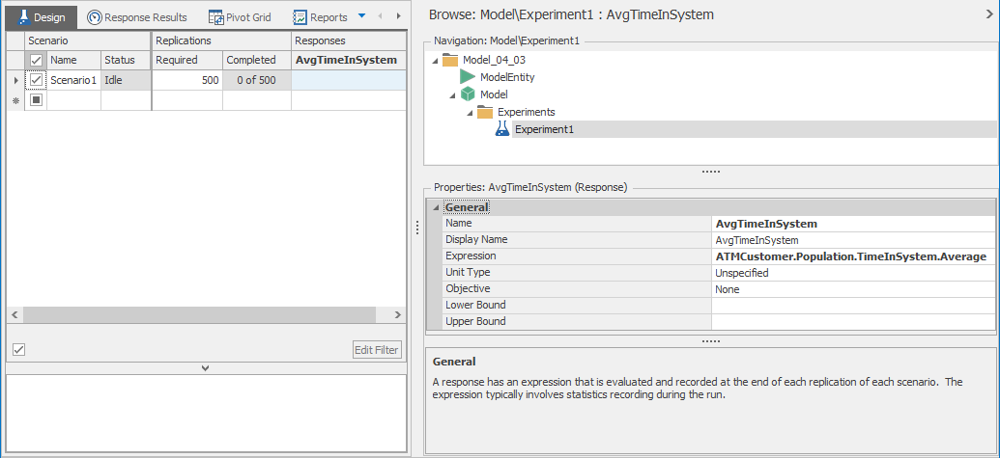 Design Response Results Pivot Grid Reports
Scenario Replications Responses
Name Status Required Completed AvgTimeInSystem
Scenario1 Idle 500 0 of 500
Edit Filter
Browse: Model\Experiment1 : AvgTimeInSystem
Navigation: Model\Experiment1
Model_04_03
ModelEntity
Model
Experiments
Experiment1
Properties: AvgTimeInSystem (Response)
General
Name AvgTimeInSystem
Display Name AvgTimeInSystem
Expression ATMCustomer.Population.TimeInSystem.Average
Unit Type Unspecified
Objective None
Lower Bound
Upper Bound
General
A response has an expression that is evaluated and recorded at the end of each replication of each scenario. The
expression typically involves statistics recording during the run.